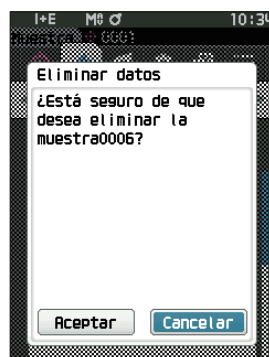 I+E M 10:34
Muestra 0001
Eliminar datos
¿Está seguro de que
desea eliminar la
muestra0006?
Aceptar Cancelar